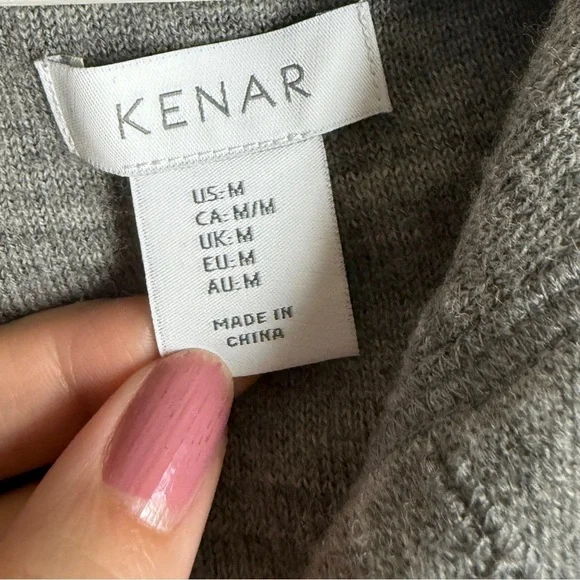 KENAR
US: M
CA: M/M
UK: M
EU: M
AU: M
MADE IN
CHINA